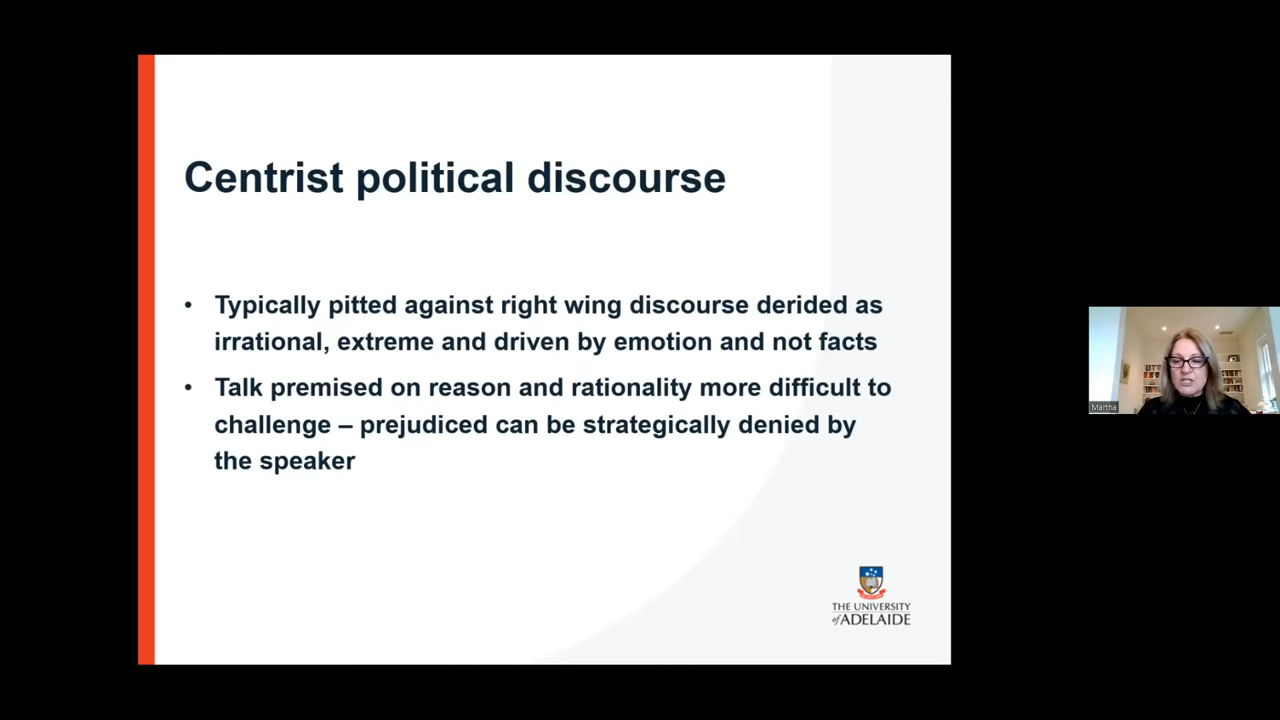 Centrist political discourse
• Typically pitted against right wing discourse derided as
irrational, extreme and driven by emotion and not facts
• Talk premised on reason and rationality more difficult to
challenge – prejudiced can be strategically denied by
the speaker
Martha
THE UNIVERSITY
of ADELAIDE